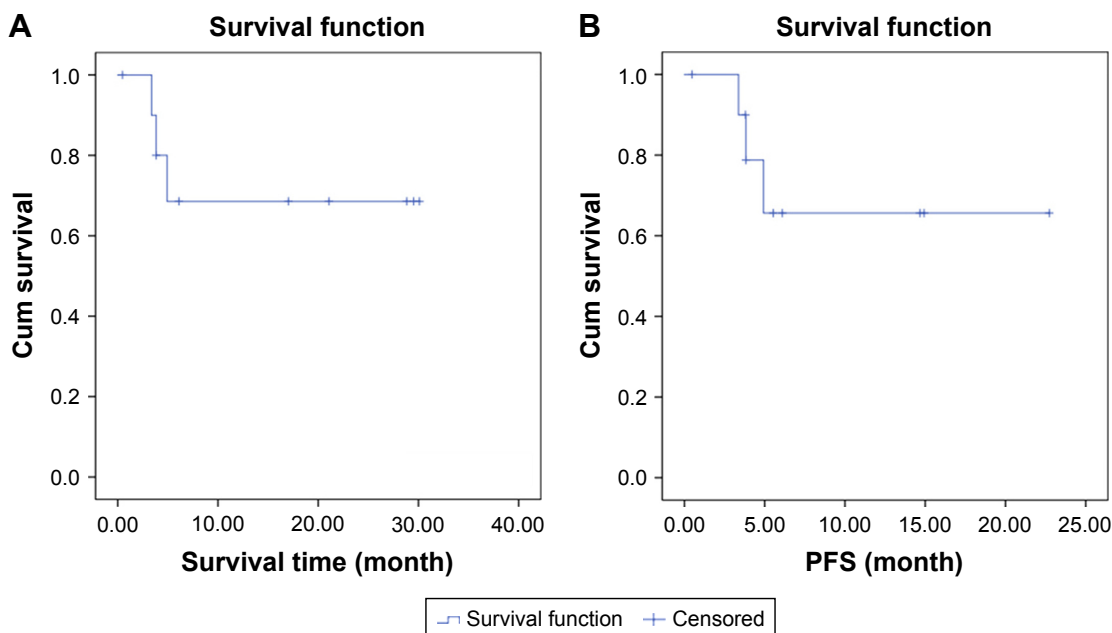 A Survival function
Cum survival
1.0
0.8
0.6
0.4
0.2
0.0
0.00 10.00 20.00 30.00 40.00
Survival time (month)
B Survival function
Cum survival
1.0
0.8
0.6
0.4
0.2
0.0
0.00 5.00 10.00 15.00 20.00 25.00
PFS (month)
Survival function Censored